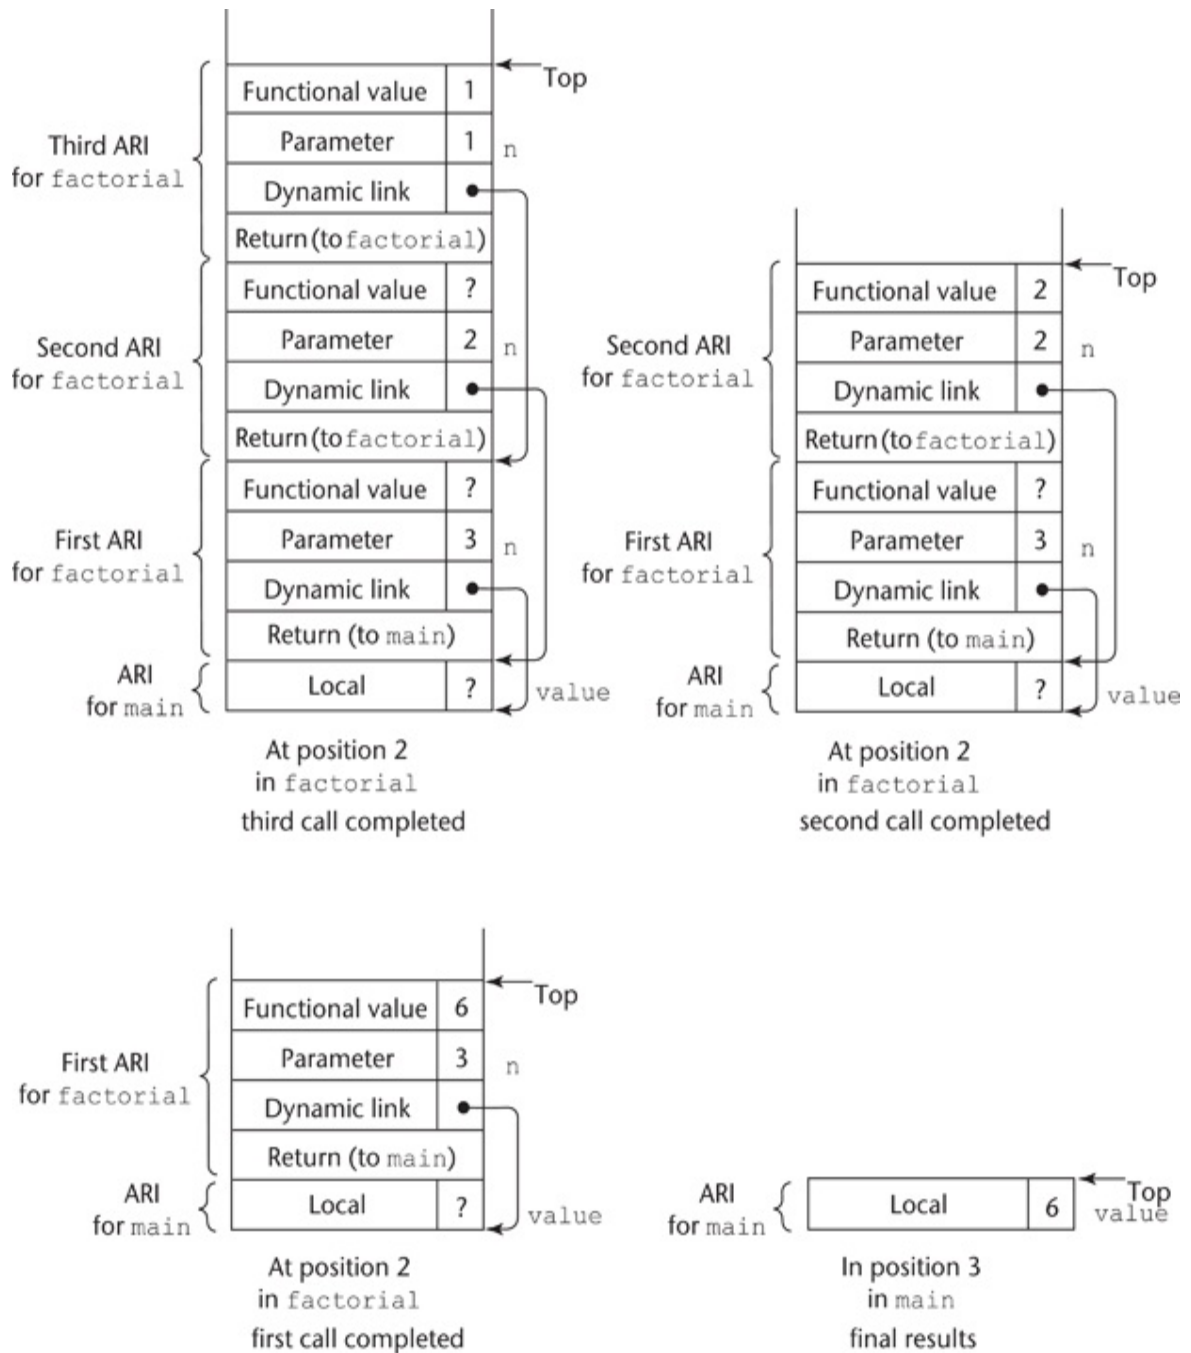 Top
Functional value 1
Third ARI
for factorial
Parameter 1 n
Dynamic link
Return (to factorial)
Functional value ?
Second ARI
for factorial
Parameter 2 n
Dynamic link
Return (to factorial)
Functional value ?
First ARI
for factorial
Parameter 3 n
Dynamic link
Return (to main)
ARI
for main
Local ? value
At position 2
in factorial
third call completed
Top
Functional value 2
Second ARI
for factorial
Parameter 2 n
Dynamic link
Return (to factorial)
Functional value ?
First ARI
for factorial
Parameter 3 n
Dynamic link
Return (to main)
ARI
for main
Local ? value
At position 2
in factorial
second call completed
Top
Functional value 6
First ARI
for factorial
Parameter 3 n
Dynamic link
Return (to main)
ARI
for main
Local ? value
At position 2
in factorial
first call completed
ARI
for main
Local 6
Top
value
In position 3
in main
final results